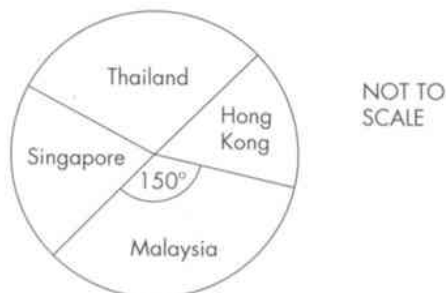 Thailand
NOT TO
SCALE
Hong
Kong
Singapore
150°
Malaysia